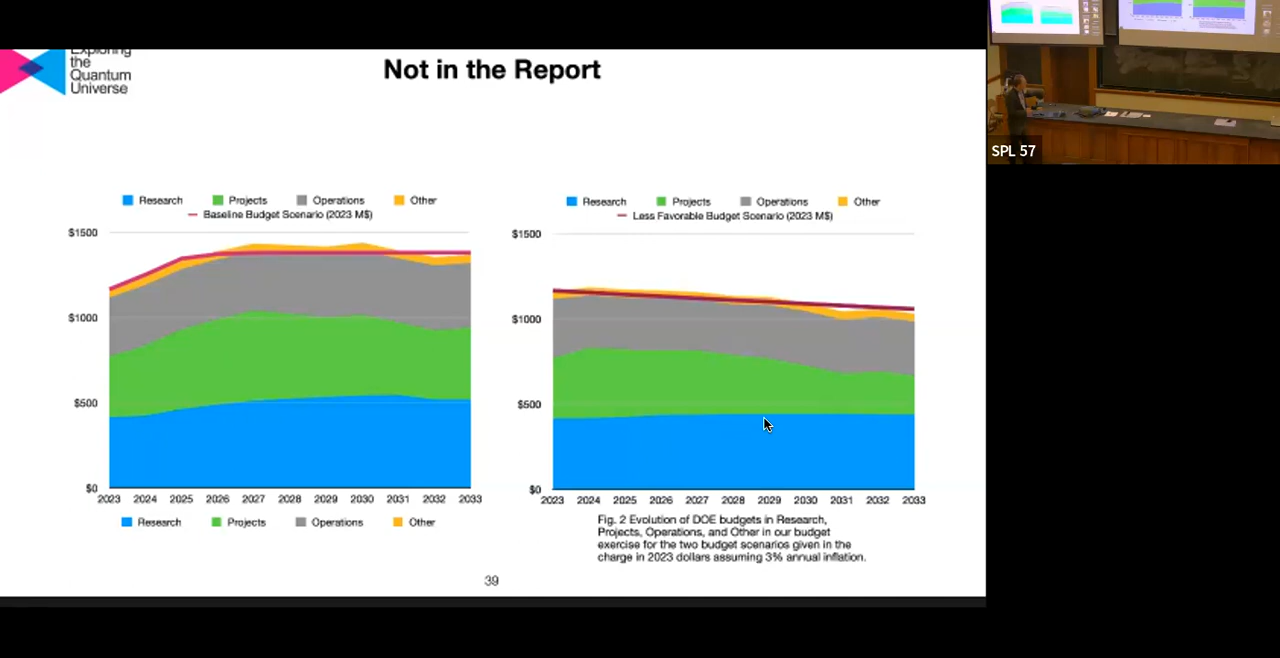 Exploring
the
Quantum
Universe
Not in the Report
Research Projects Operations Other
Baseline Budget Scenario (2023 M$)
$1500
$1000
$500
$0
2023 2024 2025 2026 2027 2028 2029 2030 2031 2032 2033
Research Projects Operations Other
Research Projects Operations Other
Less Favorable Budget Scenario (2023 M$)
$1500
$1000
$500
$0
2023 2024 2025 2026 2027 2028 2029 2030 2031 2032 2033
Fig. 2 Evolution of DOE budgets in Research,
Projects, Operations, and Other in our budget
exercise for the two budget scenarios given in the
charge in 2023 dollars assuming 3% annual inflation.
39
SPL 57